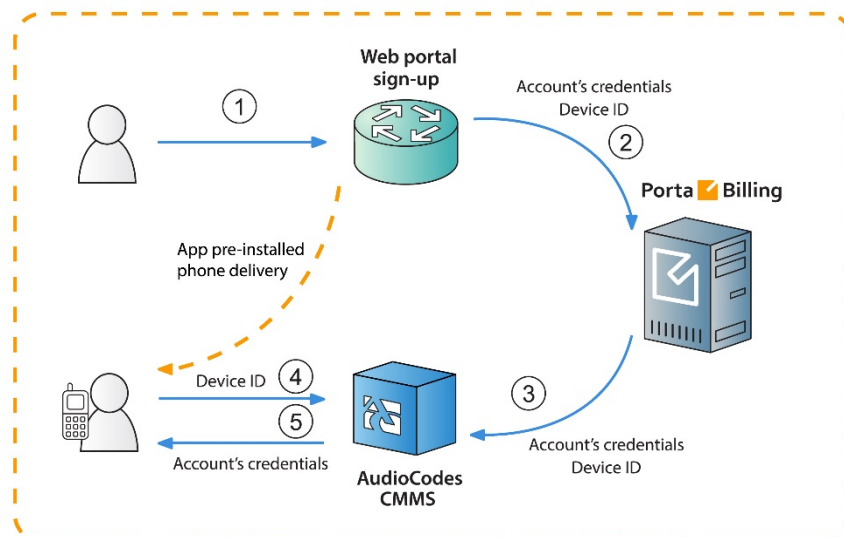 Web portal
sign-up
1
Account's credentials
Device ID
2
Porta Billing
App pre-installed
phone delivery
Device ID
4
3
5
Account's credentials
Account's credentials
Device ID
AudioCodes
CMMS